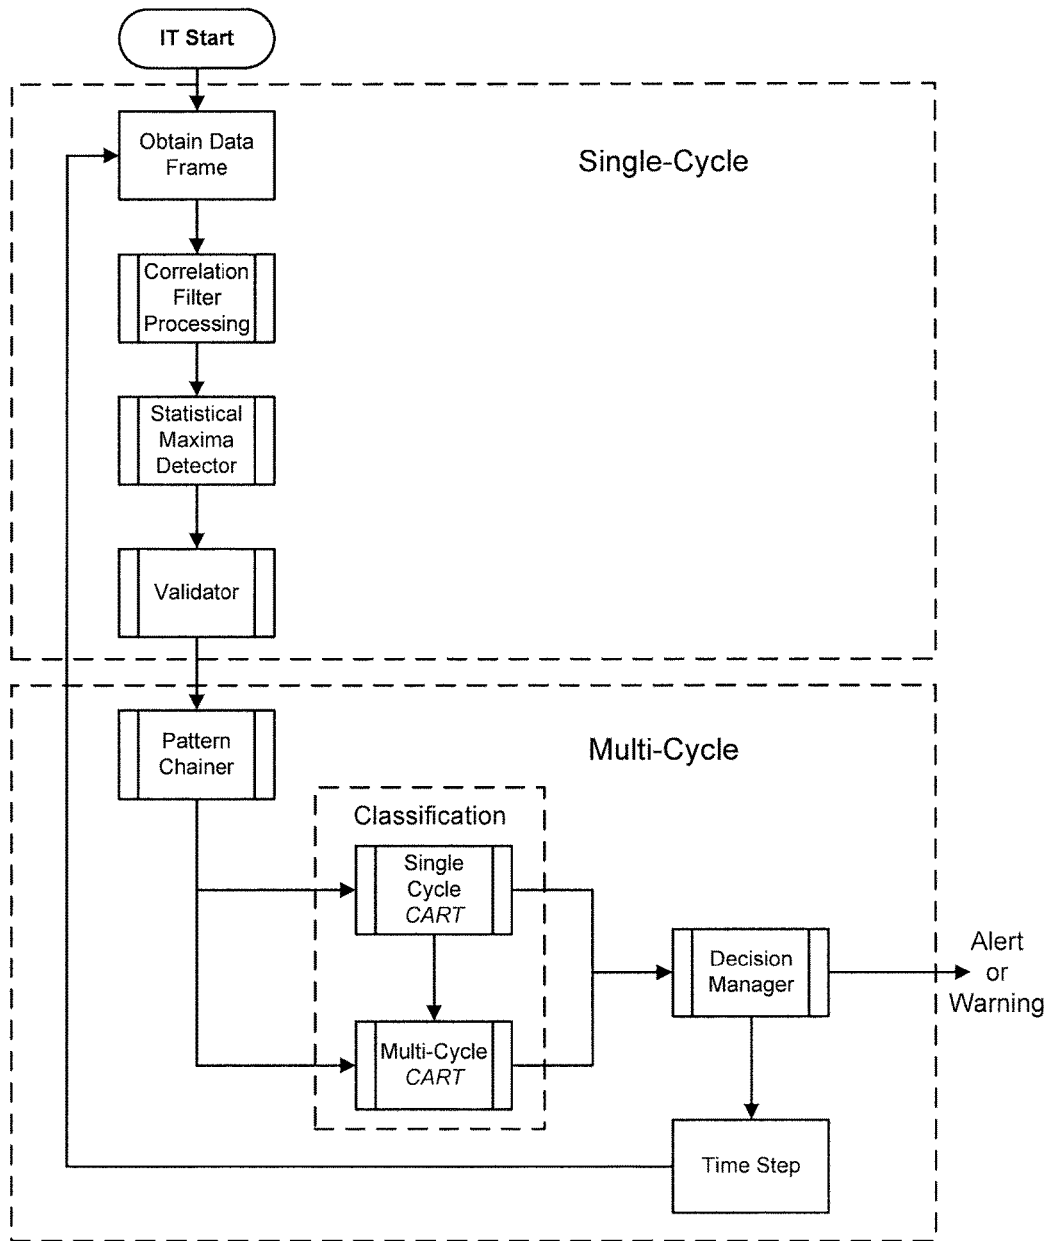 IT Start
Obtain Data
Frame
Single-Cycle
Correlation
Filter
Processing
Statistical
Maxima
Detector
Validator
Pattern
Chainer
Multi-Cycle
Classification
Single
Cycle
CART
Multi-Cycle
CART
Decision
Manager
Alert
or
Warning
Time Step